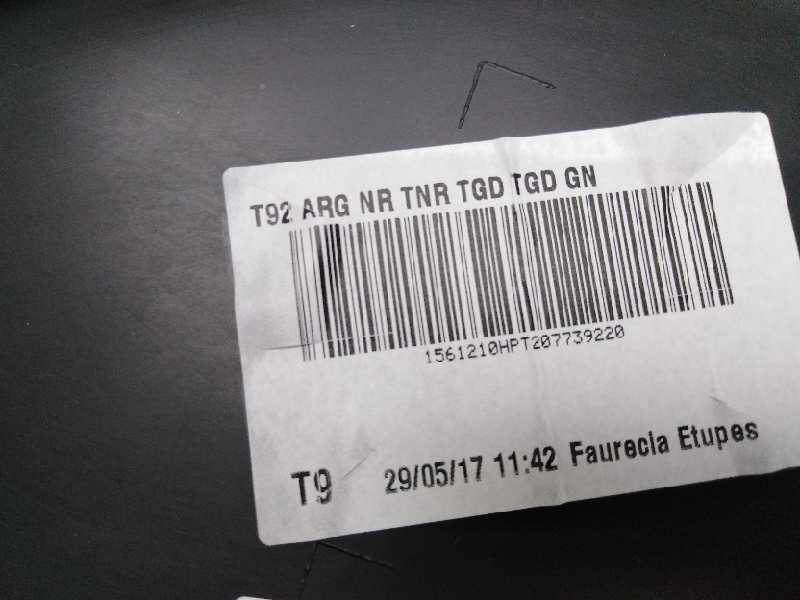 T92 ARG NR TNR TGD TGD GN
1561210HPT207739220
T9 29/05/17 11:42 Faurecia Etupes